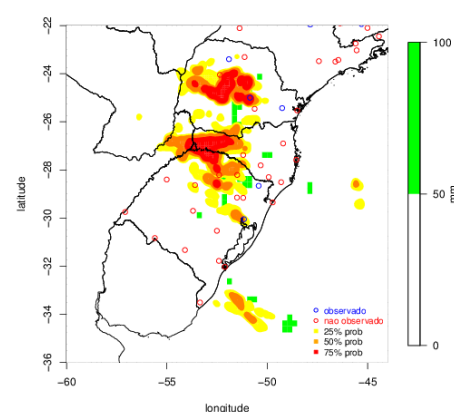 -22
-24
-26
-28
-30
-32
-34
-36
latitude
-60
-55
-50
-45
longitude
observado
nao observado
25% prob
50% prob
75% prob
100
50
0
mm